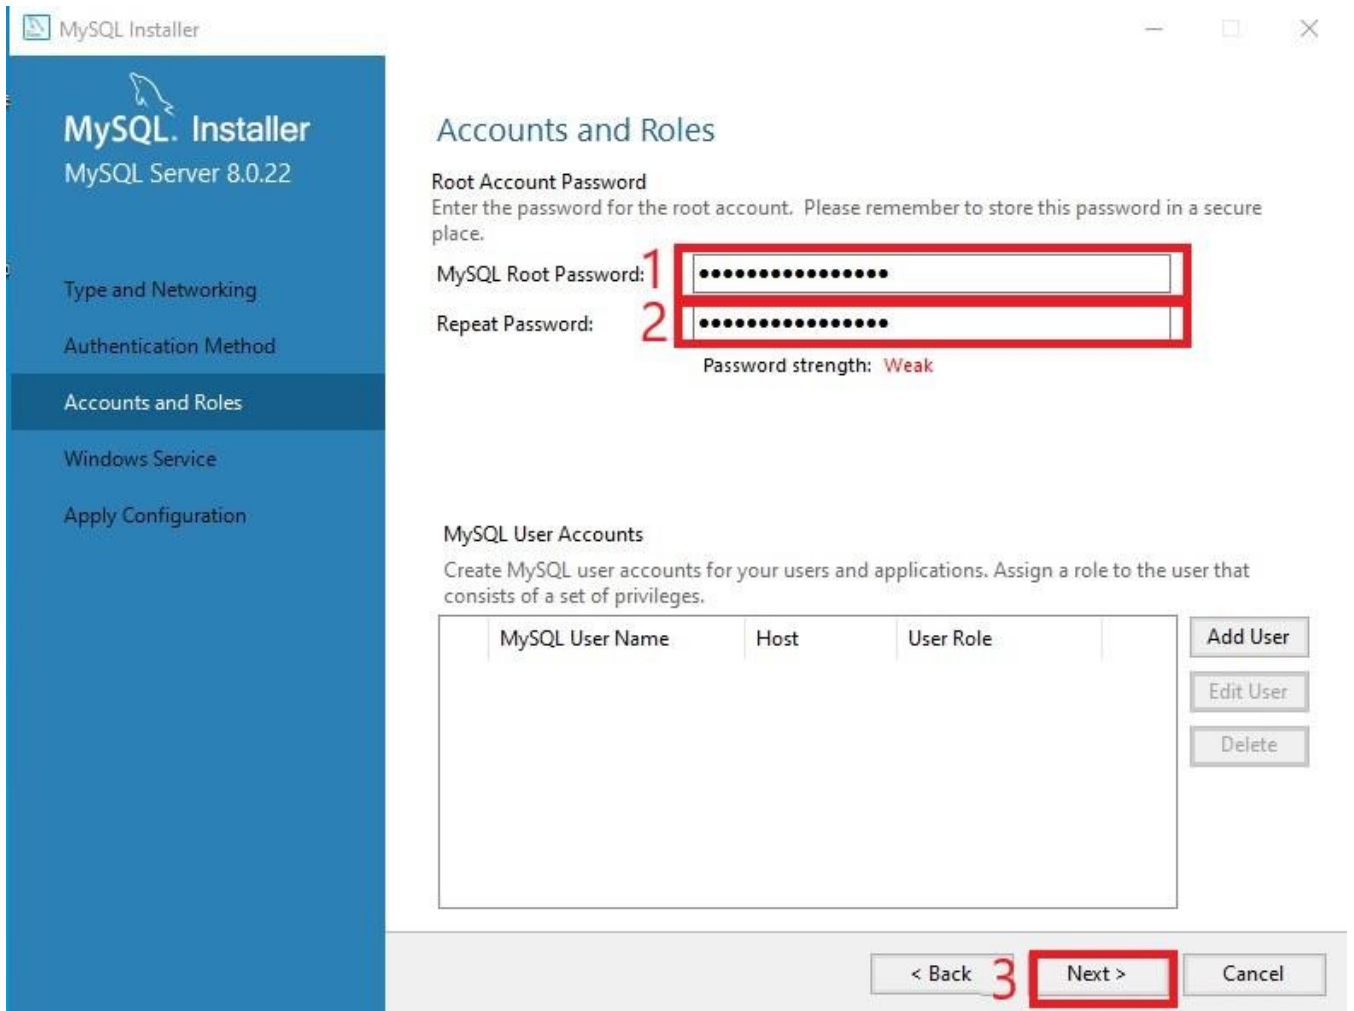 MySQL Installer
MySQL. Installer
MySQL Server 8.0.22
Type and Networking
Authentication Method
Accounts and Roles
Windows Service
Apply Configuration
Accounts and Roles
Root Account Password
Enter the password for the root account.  Please remember to store this password in a secure
place.
MySQL Root Password: 1 ••••••••••••••••
Repeat Password: 2 ••••••••••••••••
Password strength: Weak
MySQL User Accounts
Create MySQL user accounts for your users and applications. Assign a role to the user that
consists of a set of privileges.
MySQL User Name Host User Role
Add User
Edit User
Delete
< Back 3 Next > Cancel